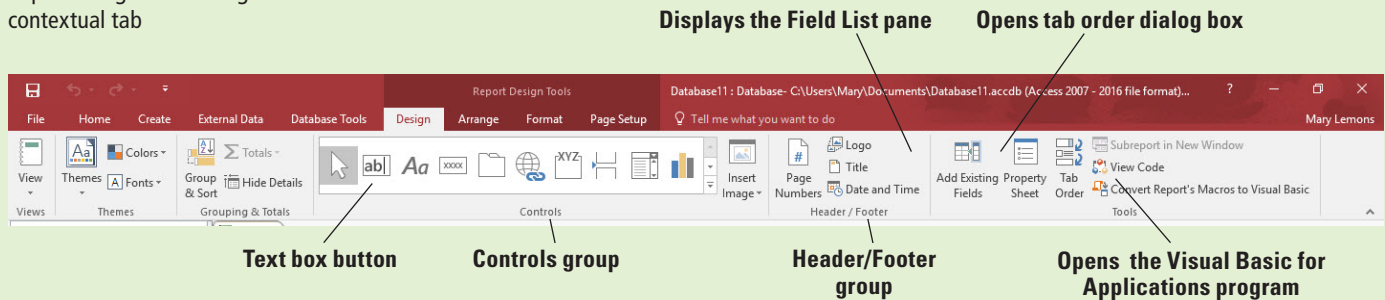 contextual tab
Displays the Field List pane
Opens tab order dialog box
Report Design Tools
Database11 : Database- C:\Users\Mary\Documents\Database11.accdb (Access 2007 - 2016 file format)...
?
File
Home
Create
External Data
Database Tools
Design
Arrange
Format
Page Setup
Tell me what you want to do
Mary Lemons
View
Themes
Aa
Colors
A Fonts
Group
& Sort
Totals
Hide Details
ab
Aa
xxxx
XYZ
Insert
Image
#
Page
Numbers
Logo
Title
Date and Time
Add Existing
Fields
Property
Sheet
Tab
Order
Subreport in New Window
View Code
Convert Report's Macros to Visual Basic
Views
Themes
Grouping & Totals
Controls
Header / Footer
Tools
Text box button
Controls group
Header/Footer
group
Opens the Visual Basic for
Applications program